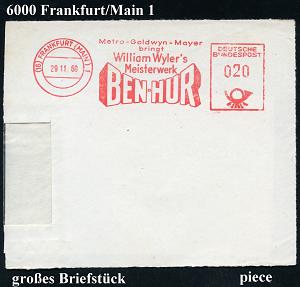 6000 Frankfurt/Main 1
(16) FRANKFURT (MAIN) 1
29 11. 60
Metro-Goldwyn-Mayer
bringt
William Wyler's
Meisterwerk
BEN-HUR
DEUTSCHE
BUNDESPOST
020
großes Briefstück
piece